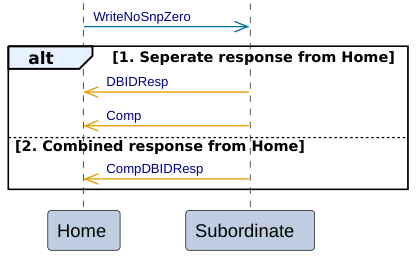 WriteNoSnpZero
alt [1. Seperate response from Home]
DBIDResp
Comp
[2. Combined response from Home]
CompDBIDResp
Home Subordinate